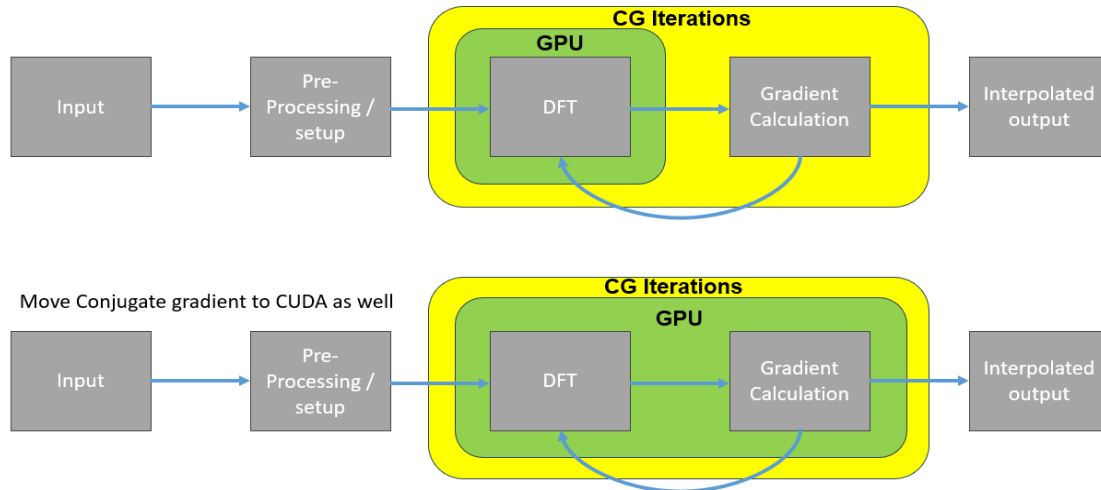 CG Iterations
GPU
Input
Pre-
Processing /
setup
DFT
Gradient
Calculation
Interpolated
output
Move Conjugate gradient to CUDA as well
CG Iterations
GPU
Input
Pre-
Processing /
setup
DFT
Gradient
Calculation
Interpolated
output